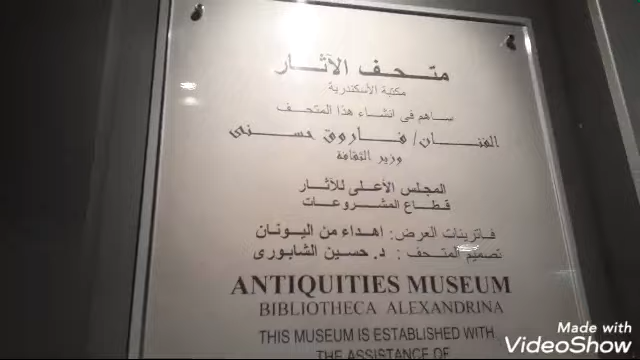 متحف الآثار
مكتبة الأسكندرية
ساهم في انشاء هذا المتحف
الفنان/ فاروق حسنى
وزير الثقافة
المجلس الأعلى للآثار
قطاع المشروعات
فاترينات العرض: اهداء من اليونان
تصميم المتحف : د. حسين الشابورى
ANTIQUITIES MUSEUM
BIBLIOTHECA ALEXANDRINA
THIS MUSEUM IS ESTABLISHED WITH
THE ASSISTANCE OF
Made with
VideoShow